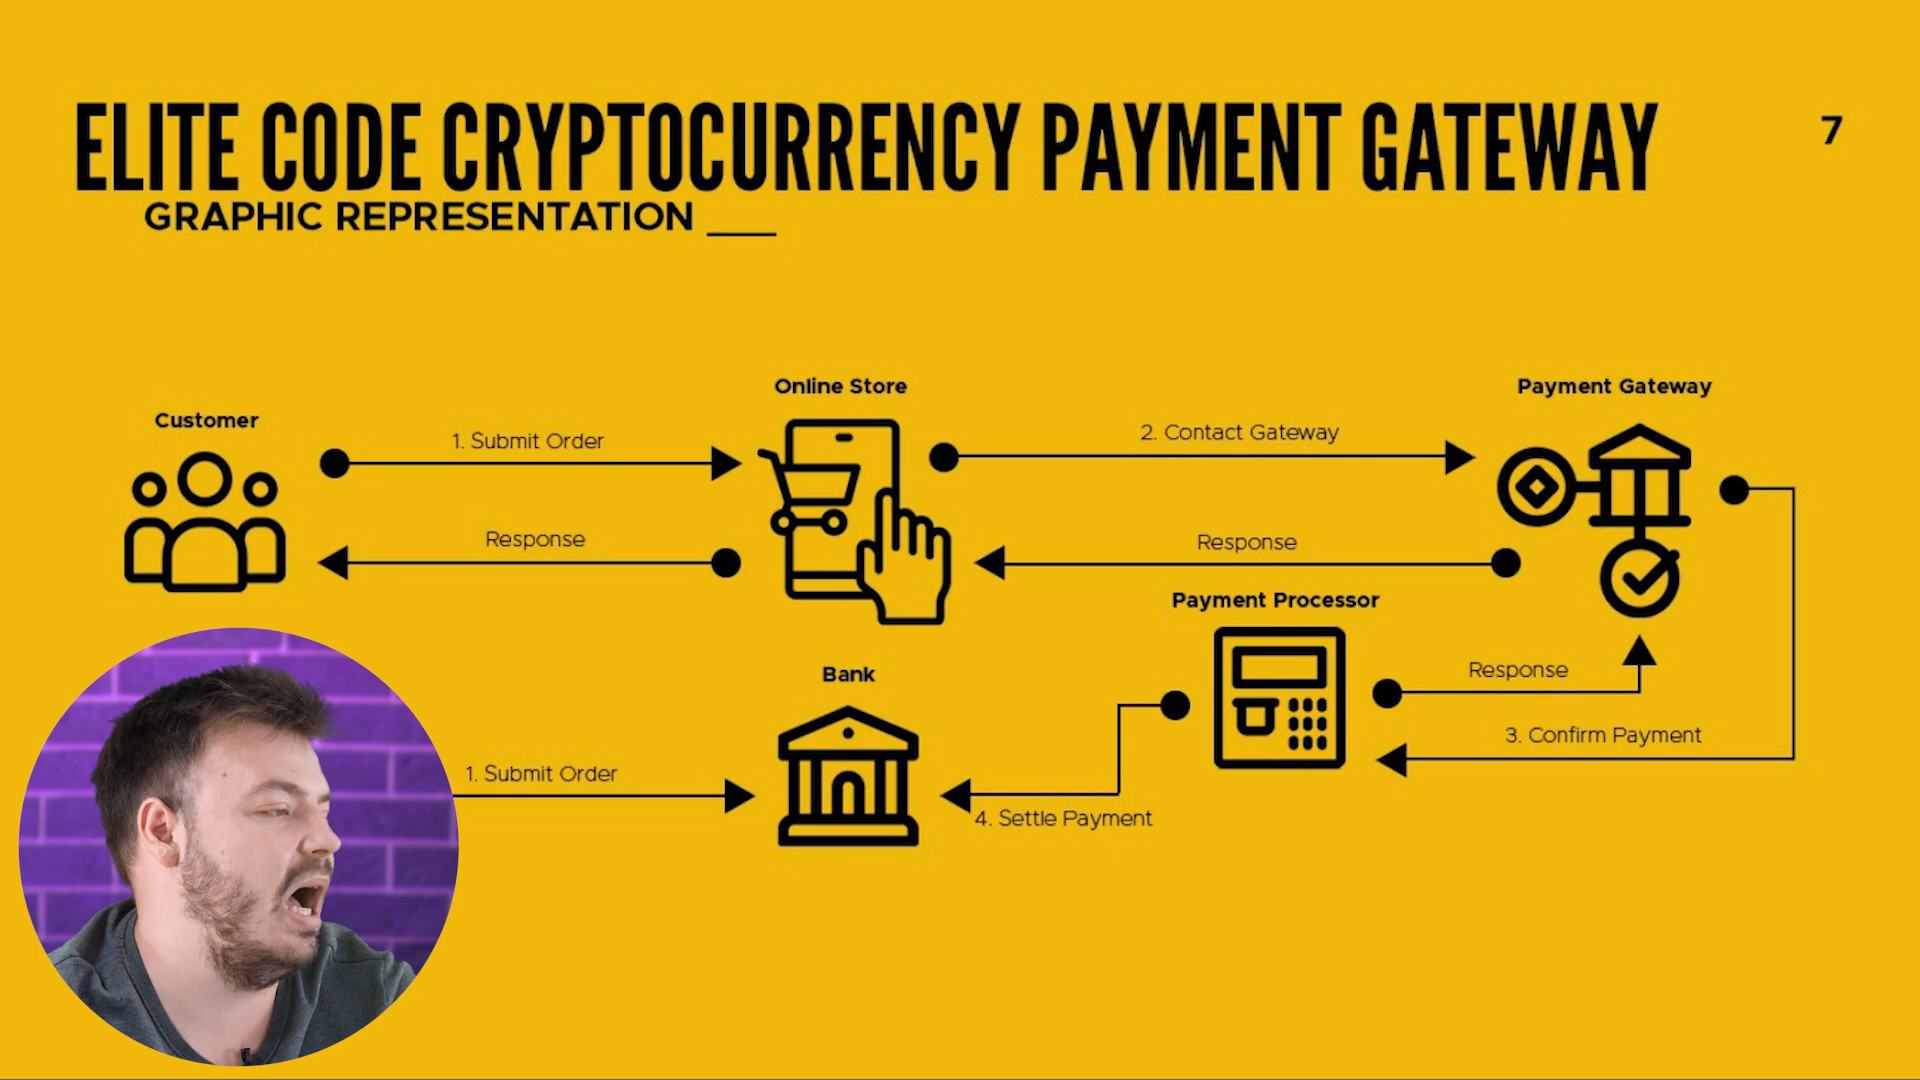 ELITE CODE CRYPTOCURRENCY PAYMENT GATEWAY
7
GRAPHIC REPRESENTATION ___
Online Store
Payment Gateway
Customer
1. Submit Order
2. Contact Gateway
Response
Response
Payment Processor
Bank
Response
3. Confirm Payment
1. Submit Order
4. Settle Payment